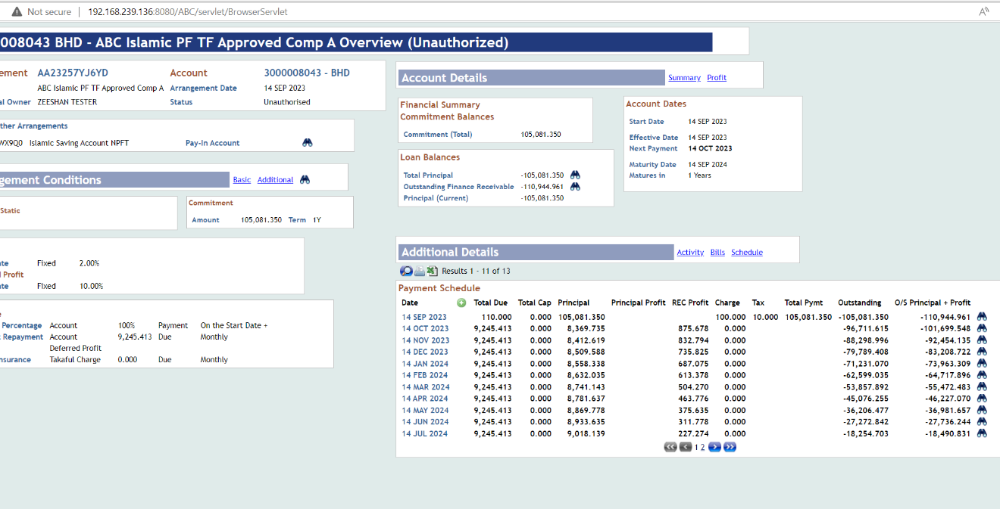 Not secure 192.168.239.136:8080/ABC/servlet/BrowserServlet A
008043 BHD - ABC Islamic PF TF Approved Comp A Overview (Unauthorized)
ement AA23257YJ6YD Account 3000008043 - BHD
ABC Islamic PF TF Approved Comp A Arrangement Date 14 SEP 2023
al Owner ZEESHAN TESTER Status Unauthorised
ther Arrangements
WX9Q0 Islamic Saving Account NPFT Pay-In Account
gement Conditions Basic Additional
Static
Commitment
Amount 105,081.350 Term 1Y
ate Fixed 2.00%
l Profit
ate Fixed 10.00%
e
Percentage Account 100% Payment On the Start Date +
t Repayment Account 9,245.413 Due Monthly
Deferred Profit
nsurance Takaful Charge 0.000 Due Monthly
Account Details Summary Profit
Financial Summary
Commitment Balances
Commitment (Total) 105,081.350
Loan Balances
Total Principal -105,081.350
Outstanding Finance Receivable -110,944.961
Principal (Current) -105,081.350
Account Dates
Start Date 14 SEP 2023
Effective Date 14 SEP 2023
Next Payment 14 OCT 2023
Maturity Date 14 SEP 2024
Matures in 1 Years
Additional Details Activity Bills Schedule
Results 1 - 11 of 13
Payment Schedule
Date Total Due Total Cap Principal Principal Profit REC Profit Charge Tax Total Pymt Outstanding O/S Principal + Profit
14 SEP 2023 110.000 0.000 105,081.350 100.000 10.000 105,081.350 -105,081.350 -110,944.961
14 OCT 2023 9,245.413 0.000 8,369.735 875.678 0.000 -96,711.615 -101,699.548
14 NOV 2023 9,245.413 0.000 8,412.619 832.794 0.000 -88,298.996 -92,454.135
14 DEC 2023 9,245.413 0.000 8,509.588 735.825 0.000 -79,789.408 -83,208.722
14 JAN 2024 9,245.413 0.000 8,558.338 687.075 0.000 -71,231.070 -73,963.309
14 FEB 2024 9,245.413 0.000 8,632.035 613.378 0.000 -62,599.035 -64,717.896
14 MAR 2024 9,245.413 0.000 8,741.143 504.270 0.000 -53,857.892 -55,472.483
14 APR 2024 9,245.413 0.000 8,781.637 463.776 0.000 -45,076.255 -46,227.070
14 MAY 2024 9,245.413 0.000 8,869.778 375.635 0.000 -36,206.477 -36,981.657
14 JUN 2024 9,245.413 0.000 8,933.635 311.778 0.000 -27,272.842 -27,736.244
14 JUL 2024 9,245.413 0.000 9,018.139 227.274 0.000 -18,254.703 -18,490.831
1 2